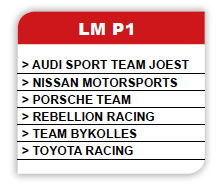 LM P1
> AUDI SPORT TEAM JOEST
> NISSAN MOTORSPORTS
> PORSCHE TEAM
> REBELLION RACING
> TEAM BYKOLLES
> TOYOTA RACING